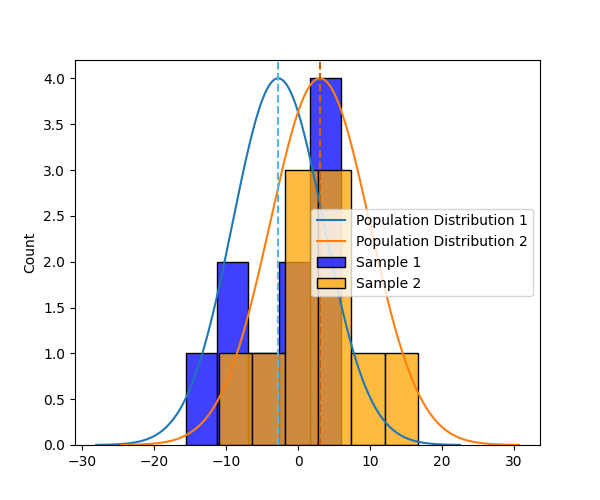 4.0
3.5
3.0
2.5
2.0
1.5
1.0
0.5
0.0
Count
Population Distribution 1
Population Distribution 2
Sample 1
Sample 2
−30 −20 −10 0 10 20 30